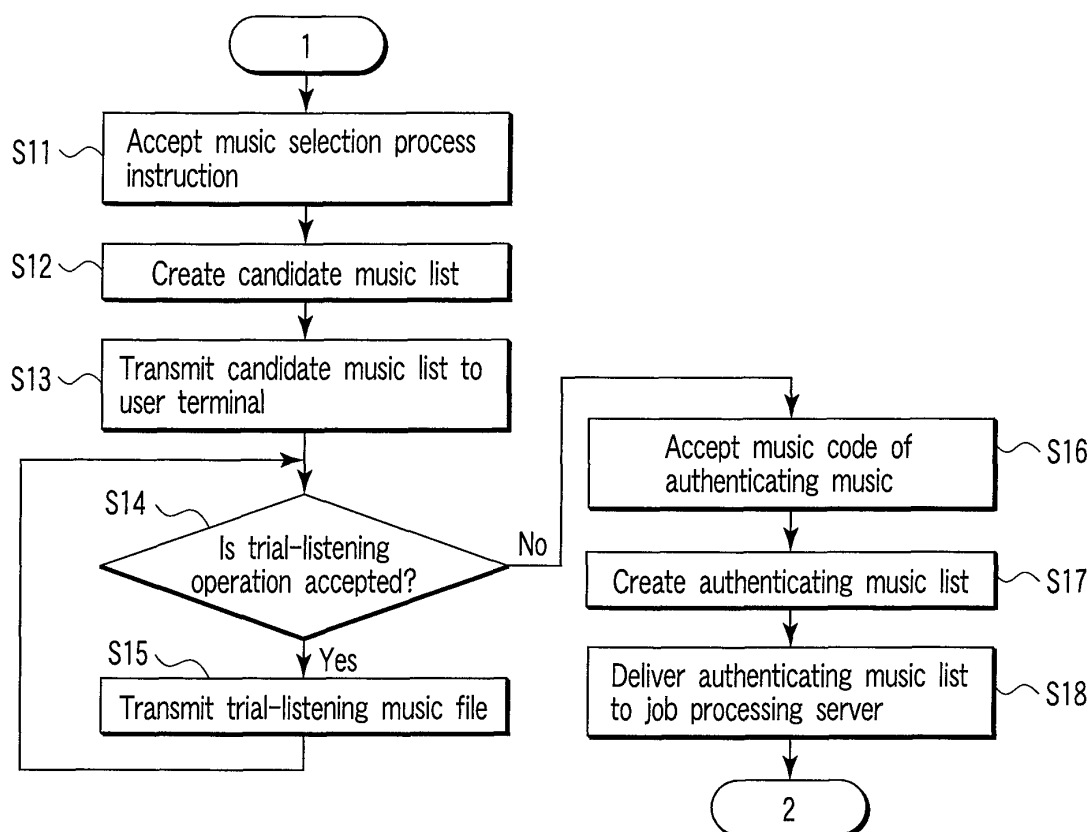 1
S11
Accept music selection process
instruction
S12
Create candidate music list
S13
Transmit candidate music list to
user terminal
S14
Is trial-listening
operation accepted?
No
Yes
S15
Transmit trial-listening music file
Accept music code of
authenticating music
S16
Create authenticating music list
S17
Deliver authenticating music list
to job processing server
S18
2